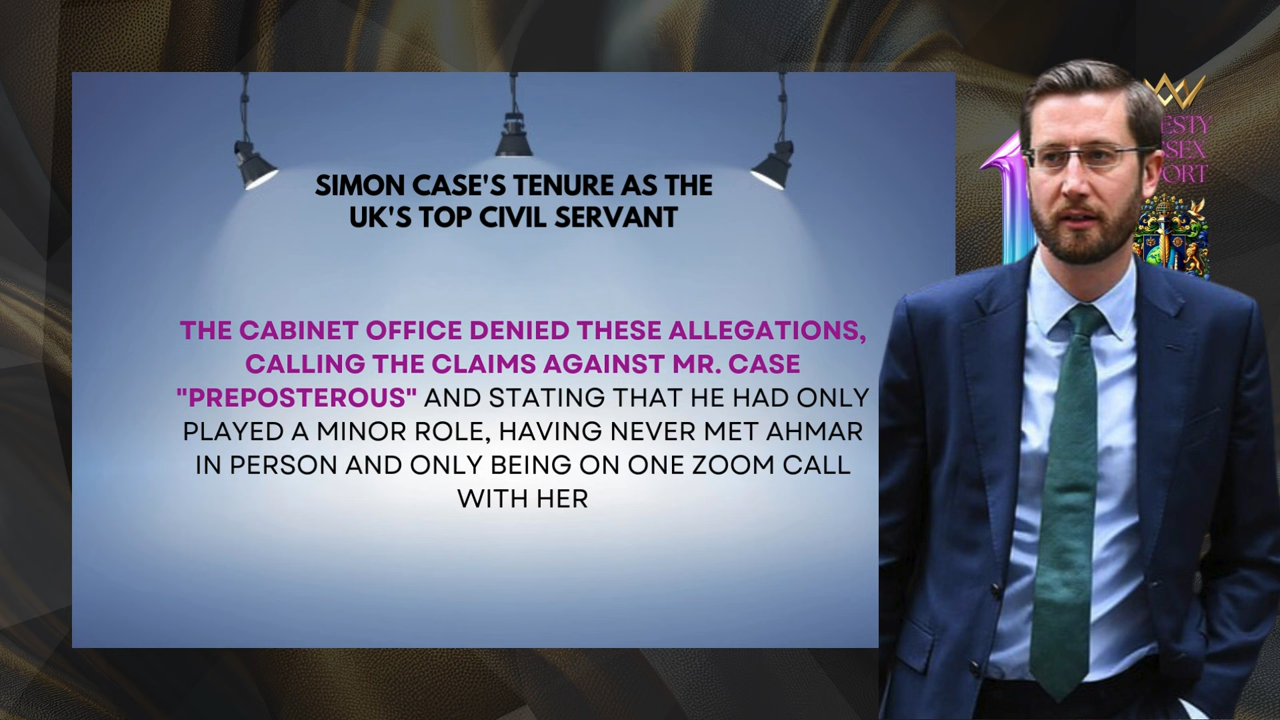 SIMON CASE'S TENURE AS THE
UK'S TOP CIVIL SERVANT
THE CABINET OFFICE DENIED THESE ALLEGATIONS,
CALLING THE CLAIMS AGAINST MR. CASE
"PREPOSTEROUS" AND STATING THAT HE HAD ONLY
PLAYED A MINOR ROLE, HAVING NEVER MET AHMAR
IN PERSON AND ONLY BEING ON ONE ZOOM CALL
WITH HER